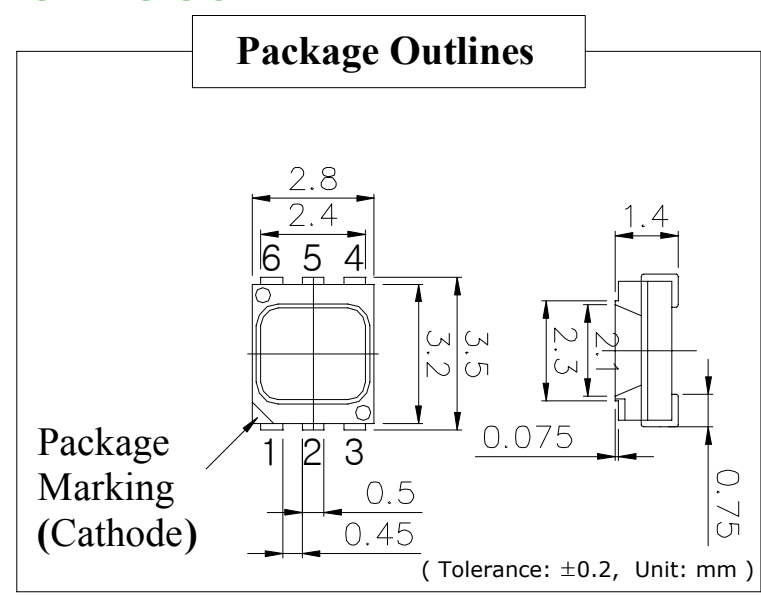 Package Outlines
2.8
2.4
1.4
6 5 4
3.2
3.5
2.3
2.1
0.075
0.75
Package
Marking
(Cathode)
1 2 3
0.5
0.45
( Tolerance: ±0.2, Unit: mm )